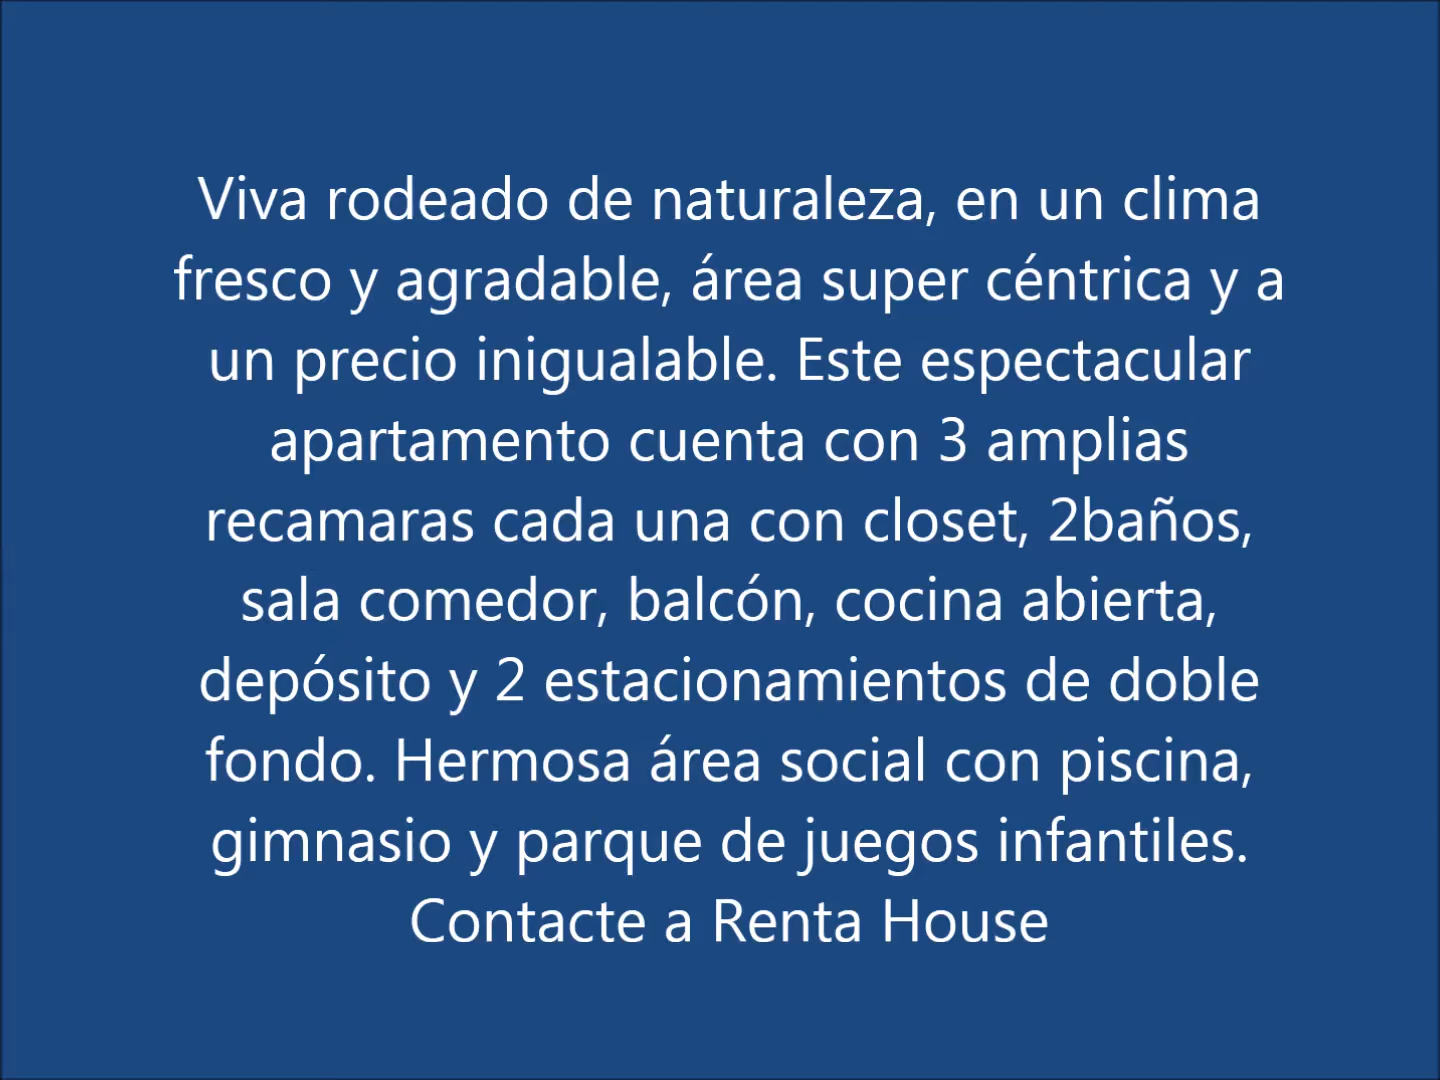 Viva rodeado de naturaleza, en un clima
fresco y agradable, área super céntrica y a
un precio inigualable. Este espectacular
apartamento cuenta con 3 amplias
recamaras cada una con closet, 2baños,
sala comedor, balcón, cocina abierta,
depósito y 2 estacionamientos de doble
fondo. Hermosa área social con piscina,
gimnasio y parque de juegos infantiles.
Contacte a Renta House